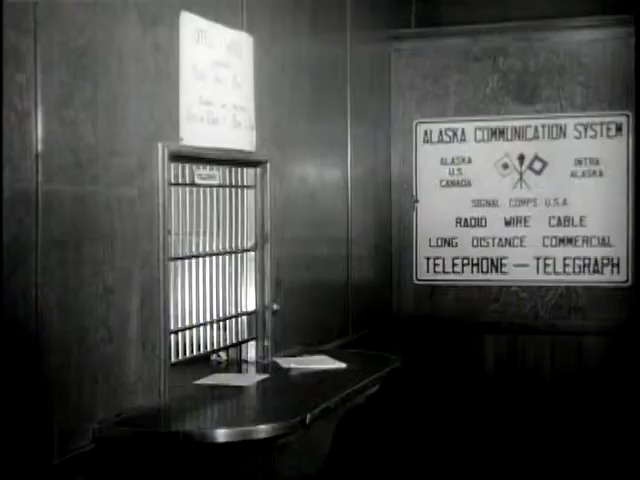 ALASKA COMMUNICATION SYSTEM
ALASKA
U.S.
CANADA
INTRA
ALASKA
SIGNAL CORPS U.S.A.
RADIO WIRE CABLE
LONG DISTANCE COMMERCIAL
TELEPHONE — TELEGRAPH